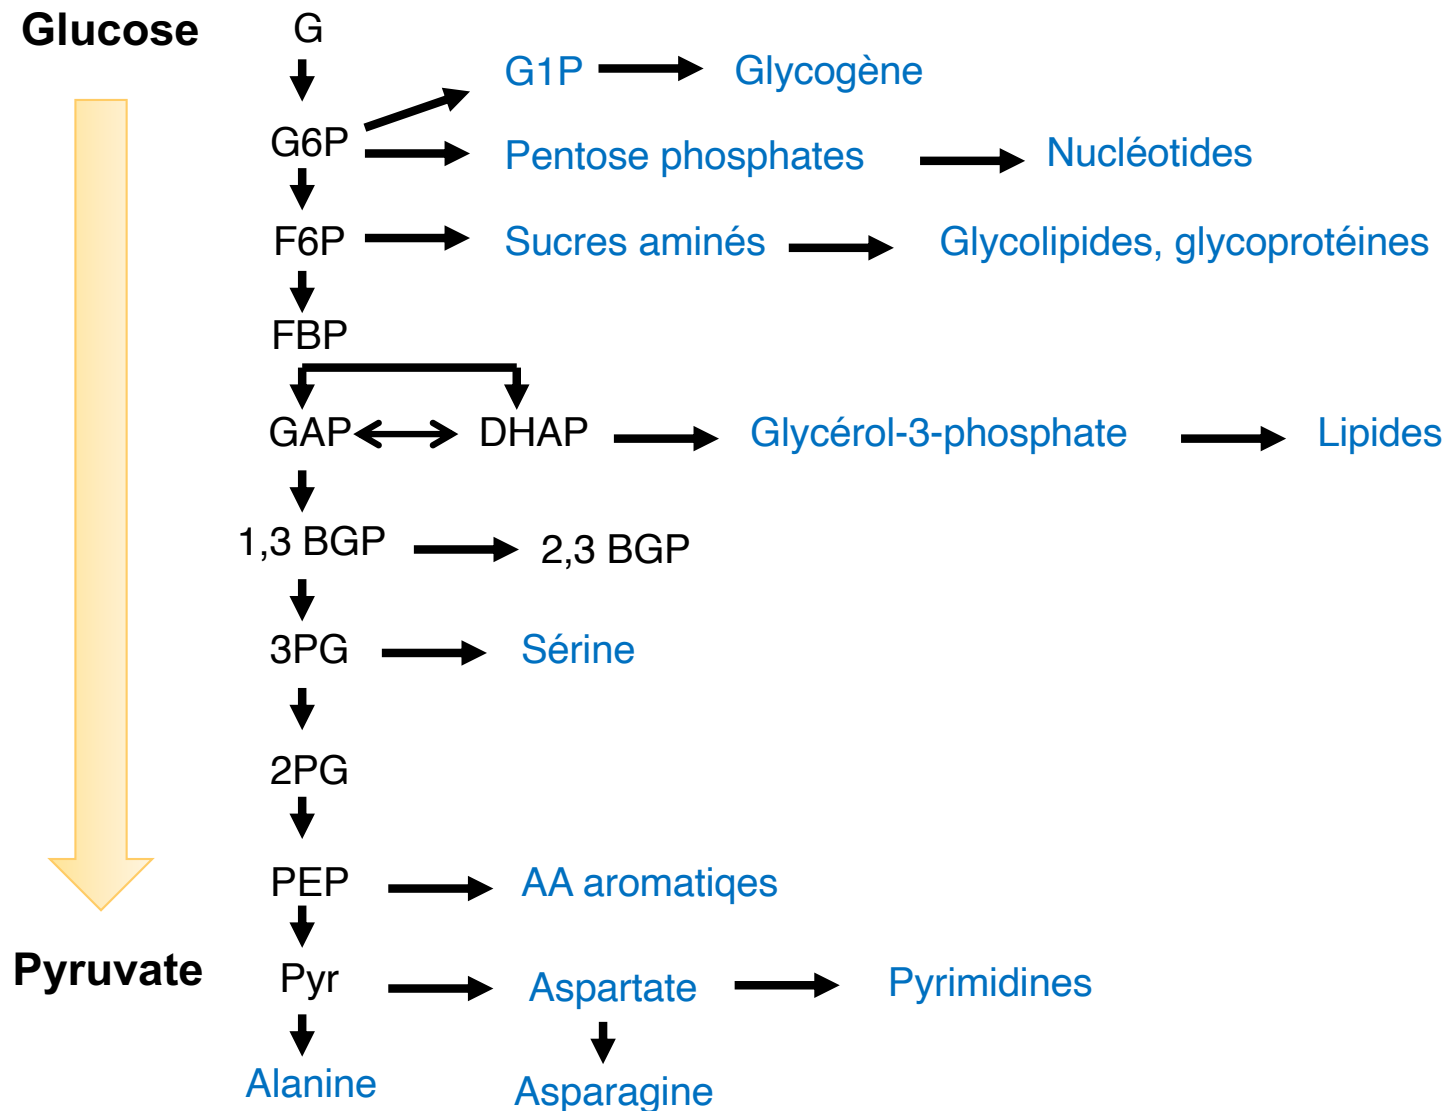 Glucose
G
G1P
Glycogène
G6P
Pentose phosphates
Nucléotides
F6P
Sucres aminés
Glycolipides, glycoprotéines
FBP
GAP
DHAP
Glycérol-3-phosphate
Lipides
1,3 BGP
2,3 BGP
3PG
Sérine
2PG
PEP
AA aromatiqes
Pyruvate
Pyr
Aspartate
Pyrimidines
Alanine
Asparagine